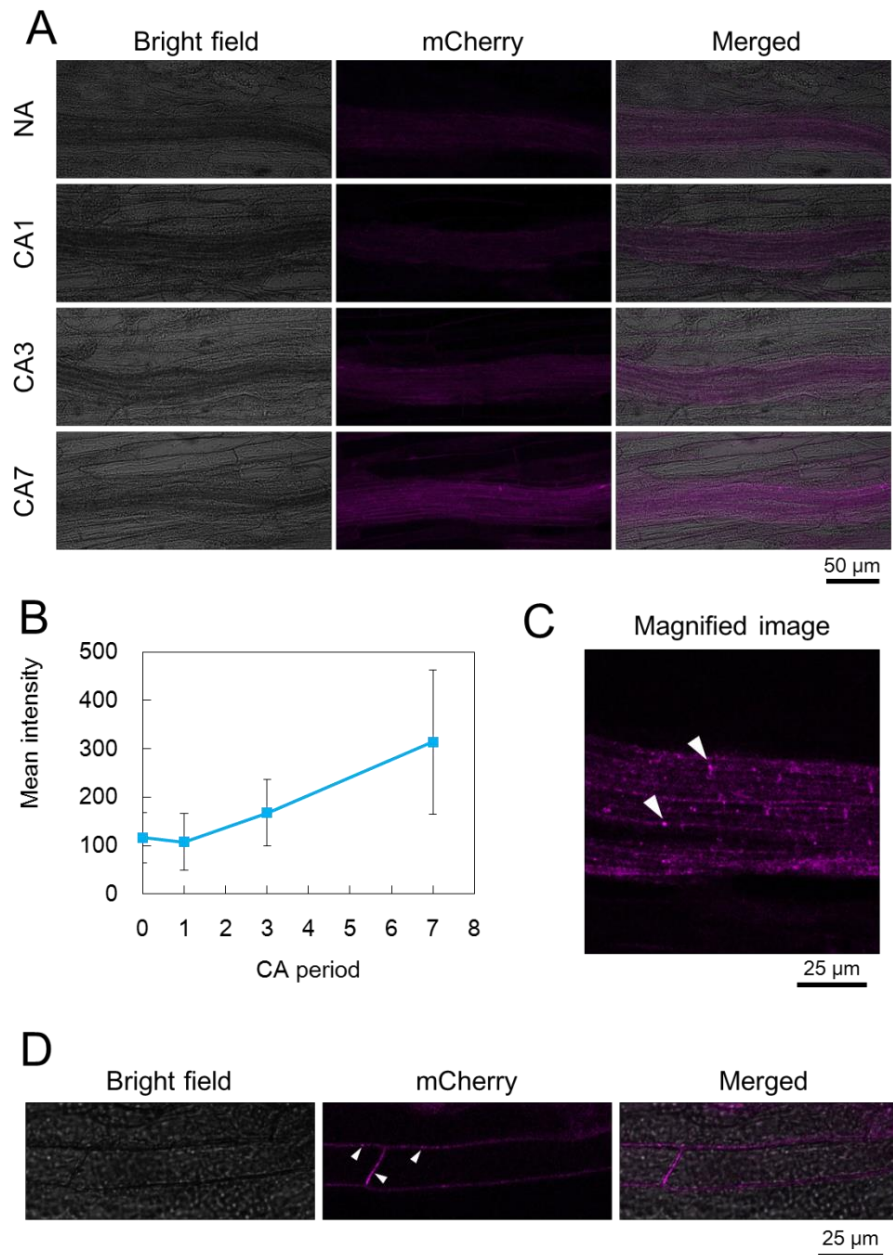 A
Bright field mCherry Merged
NA
CA1
CA3
CA7
50 µm
B
Mean intensity
500
400
300
200
100
0
0 1 2 3 4 5 6 7 8
CA period
C
Magnified image
25 µm
D
Bright field mCherry Merged
25 µm